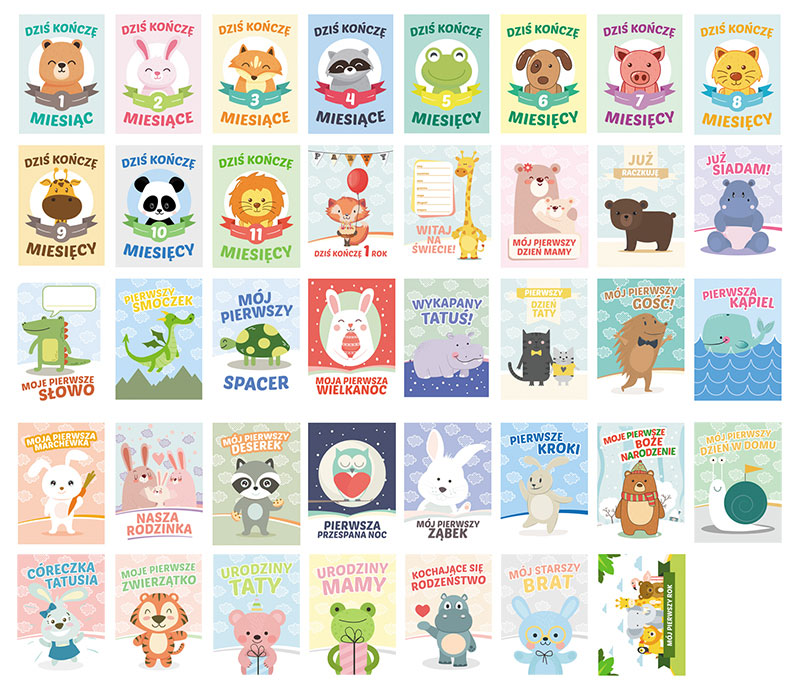 DZIŚ KOŃCZĘ
1
MIESIĄC
DZIŚ KOŃCZĘ
2
MIESIĄCE
DZIŚ KOŃCZĘ
3
MIESIĄCE
DZIŚ KOŃCZĘ
4
MIESIĄCE
DZIŚ KOŃCZĘ
5
MIESIĘCY
DZIŚ KOŃCZĘ
6
MIESIĘCY
DZIŚ KOŃCZĘ
7
MIESIĘCY
DZIŚ KOŃCZĘ
8
MIESIĘCY
DZIŚ KOŃCZĘ
9
MIESIĘCY
DZIŚ KOŃCZĘ
10
MIESIĘCY
DZIŚ KOŃCZĘ
11
MIESIĘCY
PARTY
DZIŚ KOŃCZĘ 1 ROK
WITAJ
NA
ŚWIECIE!
MÓJ PIERWSZY
DZIEŃ MAMY
JUŻ
RACZKUJĘ
JUŻ
SIADAM!
MOJE PIERWSZE
SŁOWO
PIERWSZY
SMOCZEK
MÓJ
PIERWSZY
SPACER
MOJA PIERWSZA
WIELKANOC
WYKAPANY
TATUŚ!
PIERWSZY
DZIEŃ
TATY
MÓJ PIERWSZY
GOŚĆ!
PIERWSZA
KĄPIEL
MOJA PIERWSZA
MARCHEWKA
NASZA
RODZINKA
MÓJ PIERWSZY
DESEREK
PIERWSZA
PRZESPANA NOC
MÓJ PIERWSZY
ZĄBEK
PIERWSZE
KROKI
MOJE PIERWSZE
BOŻE
NARODZENIE
MÓJ PIERWSZY
DZIEŃ W DOMU
CÓRECZKA
TATUSIA
MOJE PIERWSZE
ZWIERZĄTKO
URODZINY
TATY
URODZINY
MAMY
KOCHAJĄCE SIĘ
RODZEŃSTWO
MÓJ STARSZY
BRAT
MÓJ PIERWSZY ROK